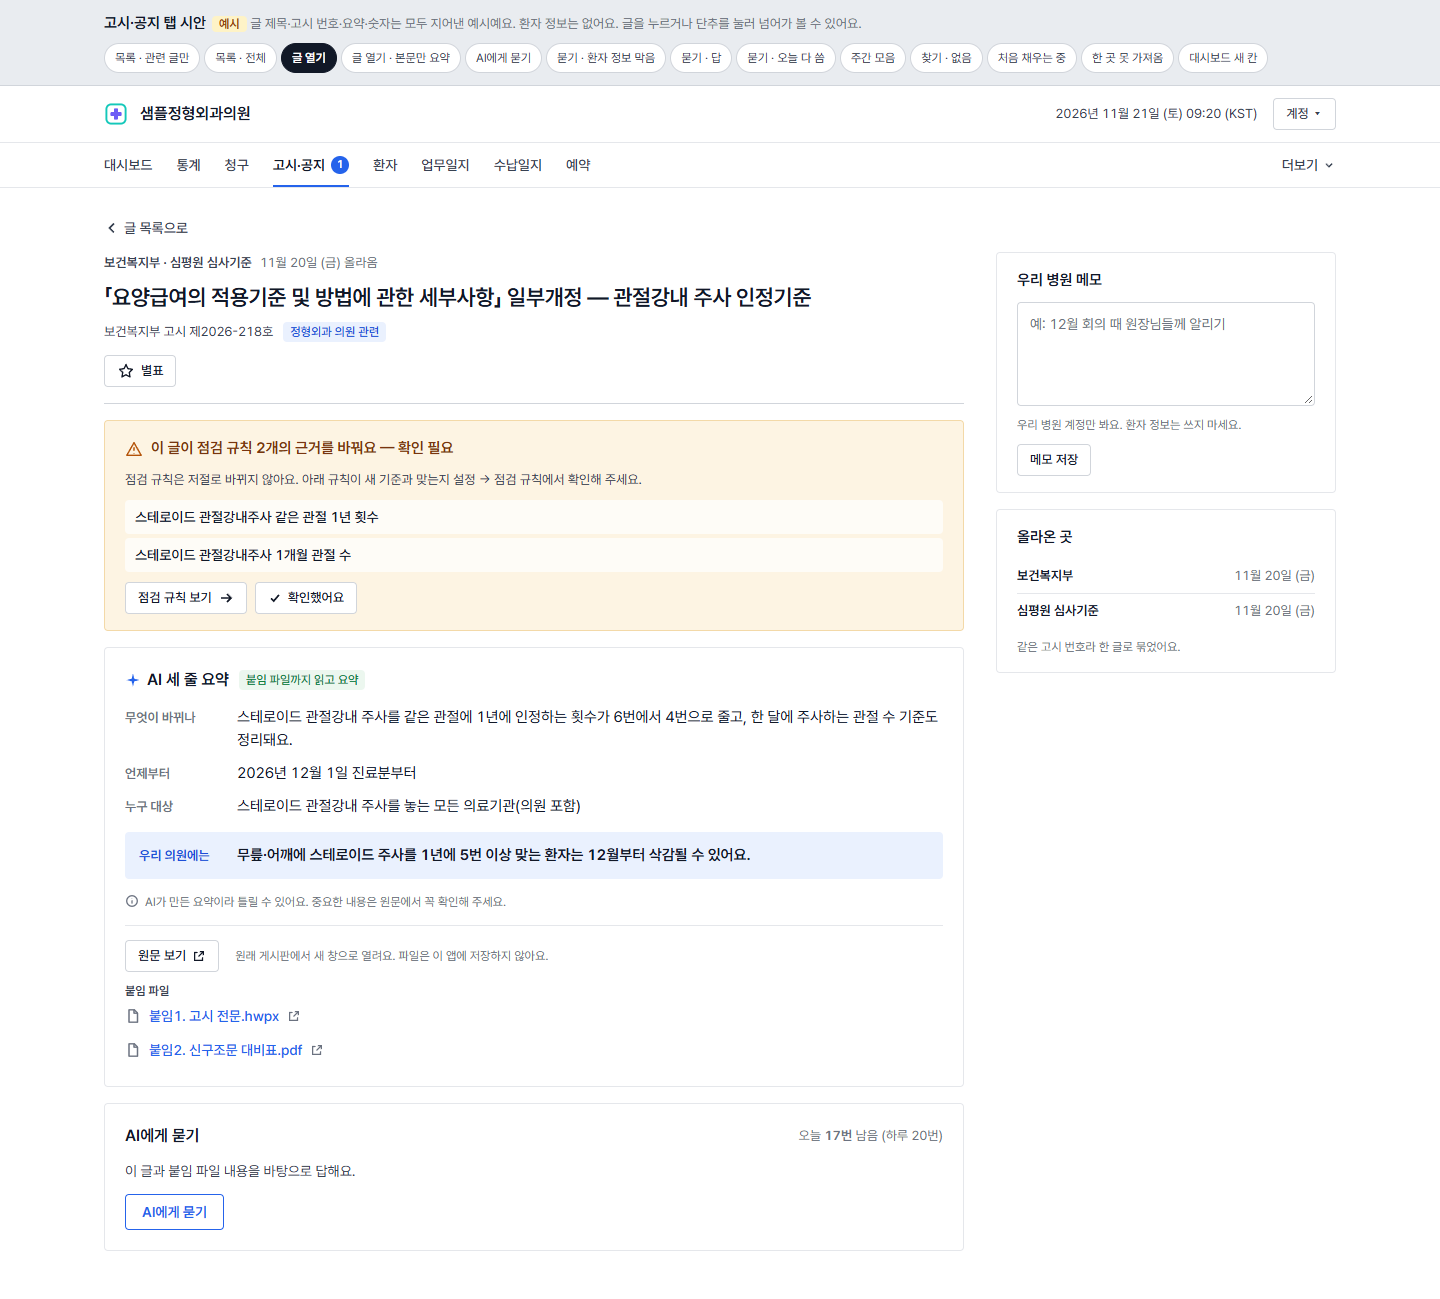 고시·공지 탭 시안 예시 글 제목·고시 번호·요약·숫자는 모두 지어낸 예시예요. 환자 정보는 없어요. 글을 누르거나 단추를 눌러 넘어가 볼 수 있어요.
목록 · 관련 글만 목록 · 전체 글 열기 글 열기 · 본문만 요약 AI에게 묻기 묻기 · 환자 정보 막음 묻기 · 답 묻기 · 오늘 다 씀 주간 모음 찾기 · 없음 처음 채우는 중 한 곳 못 가져옴 대시보드 새 칸
샘플정형외과의원 2026년 11월 21일 (토) 09:20 (KST) 계정
대시보드 통계 청구 고시·공지 1 환자 업무일지 수납일지 예약 더보기
글 목록으로
보건복지부 · 심평원 심사기준 11월 20일 (금) 올라옴
「요양급여의 적용기준 및 방법에 관한 세부사항」 일부개정 — 관절강내 주사 인정기준
보건복지부 고시 제2026-218호 정형외과 의원 관련
별표
이 글이 점검 규칙 2개의 근거를 바꿔요 — 확인 필요
점검 규칙은 저절로 바뀌지 않아요. 아래 규칙이 새 기준과 맞는지 설정 → 점검 규칙에서 확인해 주세요.
스테로이드 관절강내주사 같은 관절 1년 횟수
스테로이드 관절강내주사 1개월 관절 수
점검 규칙 보기 → 확인했어요
AI 세 줄 요약 붙임 파일까지 읽고 요약
무엇이 바뀌나 스테로이드 관절강내 주사를 같은 관절에 1년에 인정하는 횟수가 6번에서 4번으로 줄고, 한 달에 주사하는 관절 수 기준도
정리돼요.
언제부터 2026년 12월 1일 진료분부터
누구 대상 스테로이드 관절강내 주사를 놓는 모든 의료기관(의원 포함)
우리 의원에는 무릎·어깨에 스테로이드 주사를 1년에 5번 이상 맞는 환자는 12월부터 삭감될 수 있어요.
AI가 만든 요약이라 틀릴 수 있어요. 중요한 내용은 원문에서 꼭 확인해 주세요.
원문 보기 원래 게시판에서 새 창으로 열려요. 파일은 이 앱에 저장하지 않아요.
붙임 파일
붙임1. 고시 전문.hwpx
붙임2. 신구조문 대비표.pdf
AI에게 묻기 오늘 17번 남음 (하루 20번)
이 글과 붙임 파일 내용을 바탕으로 답해요.
AI에게 묻기
우리 병원 메모
예: 12월 회의 때 원장님들께 알리기
우리 병원 계정만 봐요. 환자 정보는 쓰지 마세요.
메모 저장
올라온 곳
보건복지부 11월 20일 (금)
심평원 심사기준 11월 20일 (금)
같은 고시 번호라 한 글로 묶었어요.